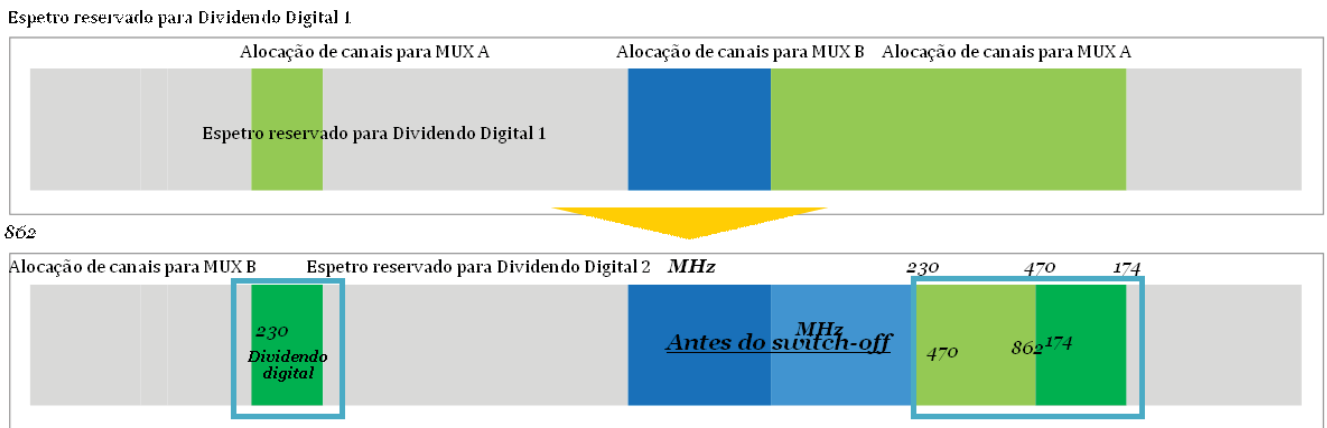 Espetro reservado para Dividendo Digital 1
Alocação de canais para MUX A
Alocação de canais para MUX B
Alocação de canais para MUX A
Espetro reservado para Dividendo Digital 1
862
Alocação de canais para MUX B
Espetro reservado para Dividendo Digital 2
MHz
230
470
174
230
Dividendo
digital
MHz
Antes do switch-off
470
862
174